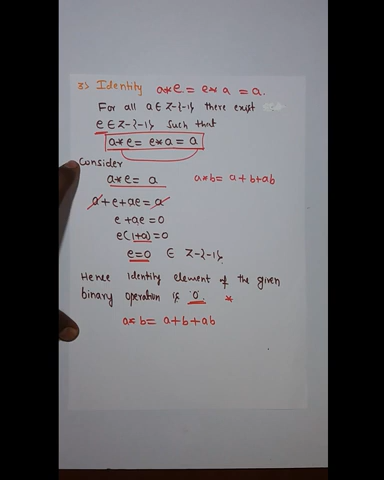 3) Identity a*e = e*a = a.
For all a ∈ Z-{-1} there exist
e ∈ Z-{-1} such that
a*e = e*a = a
Consider
a*e = a a*b = a+b+ab
a+e+ae = a
e+ae = 0
e(1+a) = 0
e=0 ∈ Z-{-1}.
Hence Identity element of the given
binary operation is '0'. *
a*b = a+b+ab